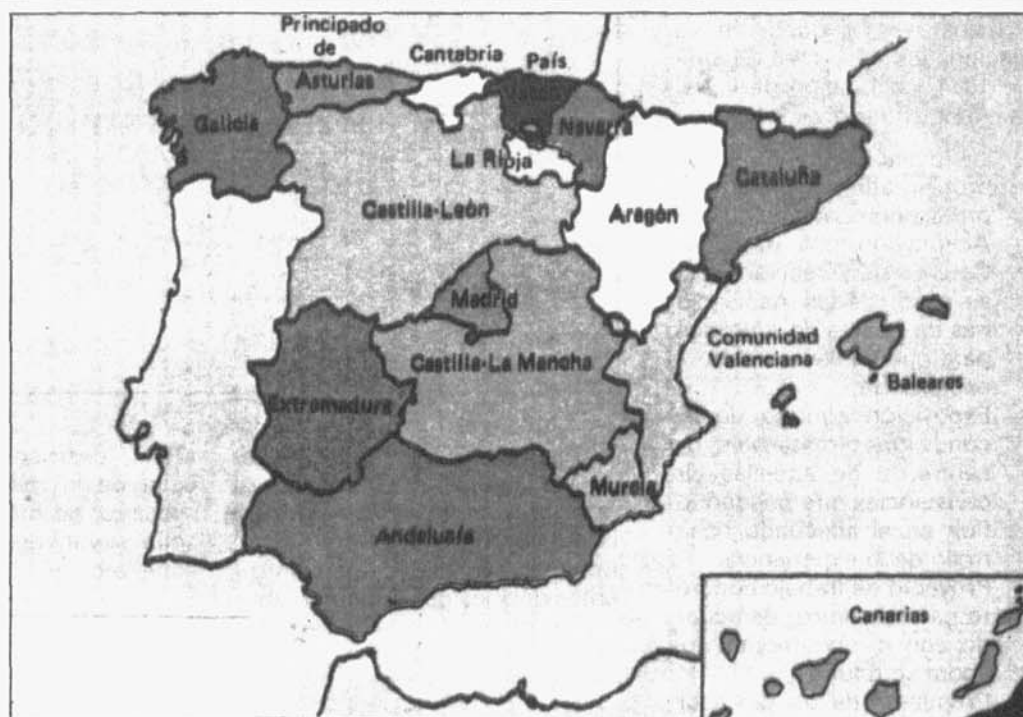 Principado
de
Asturias
Cantabria
País
Vasco
Galicia
Navarra
La Rioja
Cataluña
Castilla-León
Aragón
Madrid
Comunidad
Valenciana
Castilla-La Mancha
Baleares
Extremadura
Murcia
Andalucía
Canarias